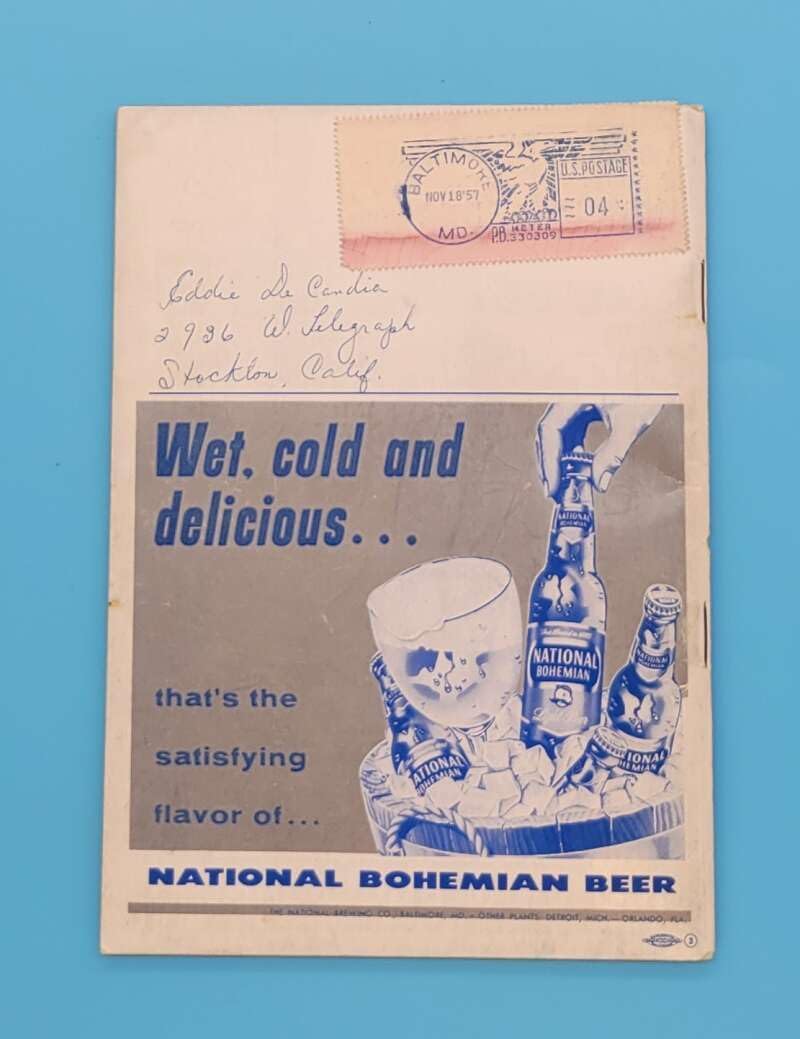 BALTIMORE
NOV 18 '57
MD.
U.S. POSTAGE
04
P.B. METER
330309
Eddie De Candia
2936 W. Telegraph
Stockton, Calif.
Wet, cold and
delicious...
NATIONAL
BOHEMIAN
NATIONAL
BOHEMIAN
NATIONAL
BOHEMIAN
that's the
satisfying
flavor of...
NATIONAL BOHEMIAN BEER
THE NATIONAL BREWING CO., BALTIMORE, MD. — OTHER PLANTS: DETROIT, MICH. — ORLANDO, FLA.
3